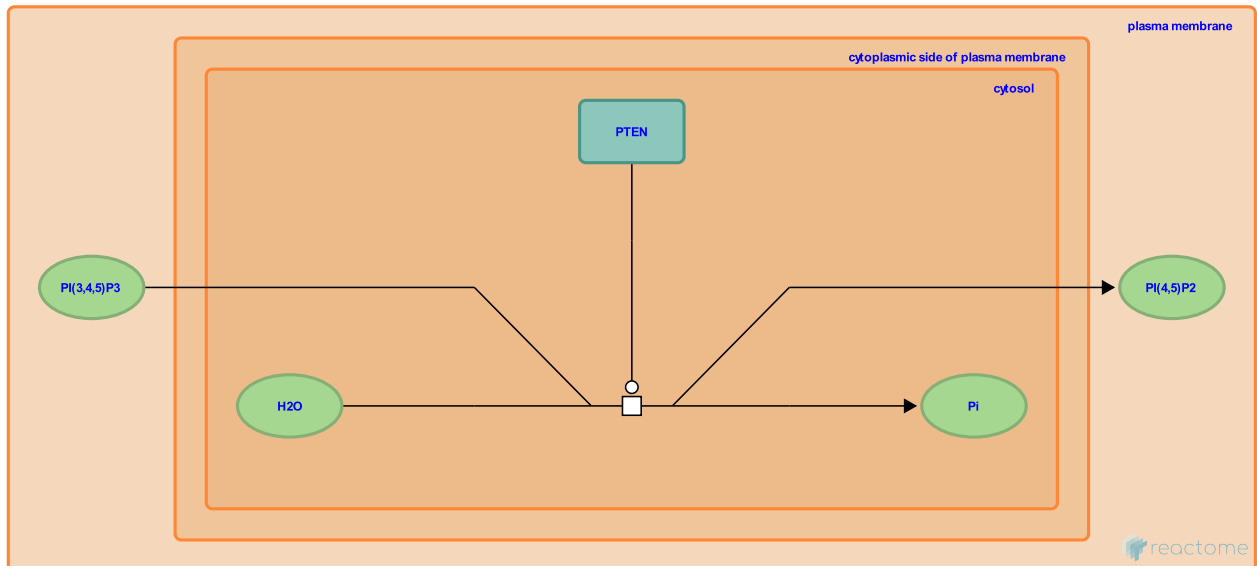 plasma membrane
cytoplasmic side of plasma membrane
cytosol
PTEN
PI(3,4,5)P3
PI(4,5)P2
H2O
Pi
reactome